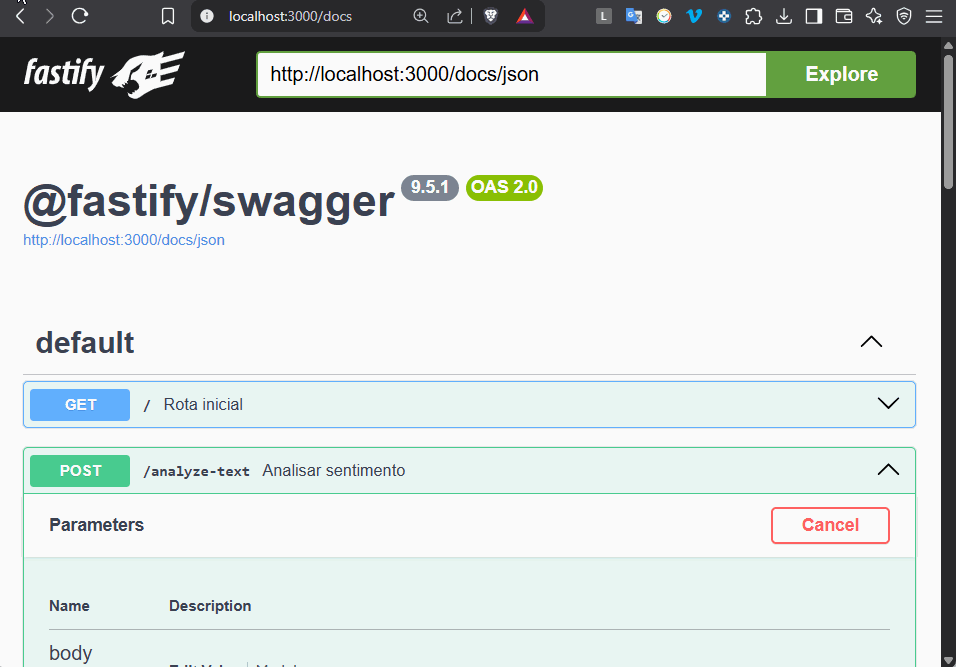 localhost:3000/docs
L
fastify
http://localhost:3000/docs/json
Explore
@fastify/swagger 9.5.1 OAS 2.0
http://localhost:3000/docs/json
default
GET / Rota inicial
POST /analyze-text Analisar sentimento
Parameters
Cancel
Name Description
body